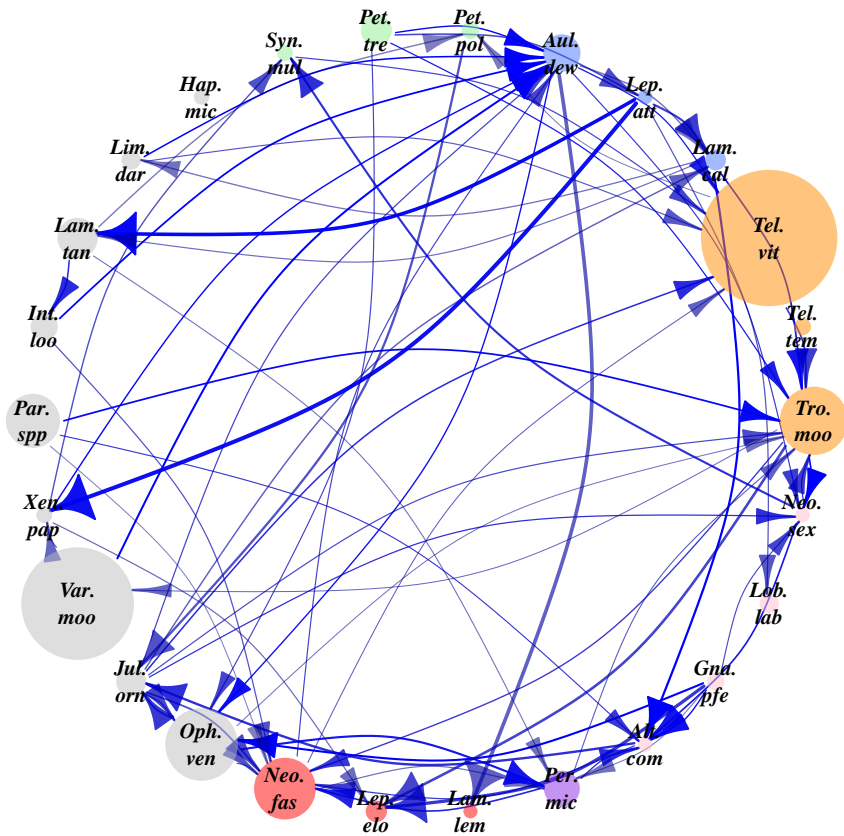 Pet.
tre
Pet.
pol
Aul.
dew
Syn.
mul
Lep.
att
Hap.
mic
Lim.
dar
Lam.
cal
Lam.
tan
Tel.
vit
Int.
loo
Tel.
tem
Par.
spp
Tro.
moo
Xen.
pap
Neo.
sex
Var.
moo
Lob.
lab
Jul.
orn
Gna.
pfe
Oph.
ven
Alt.
com
Neo.
fas
Lep.
elo
Lam.
lem
Per.
mic